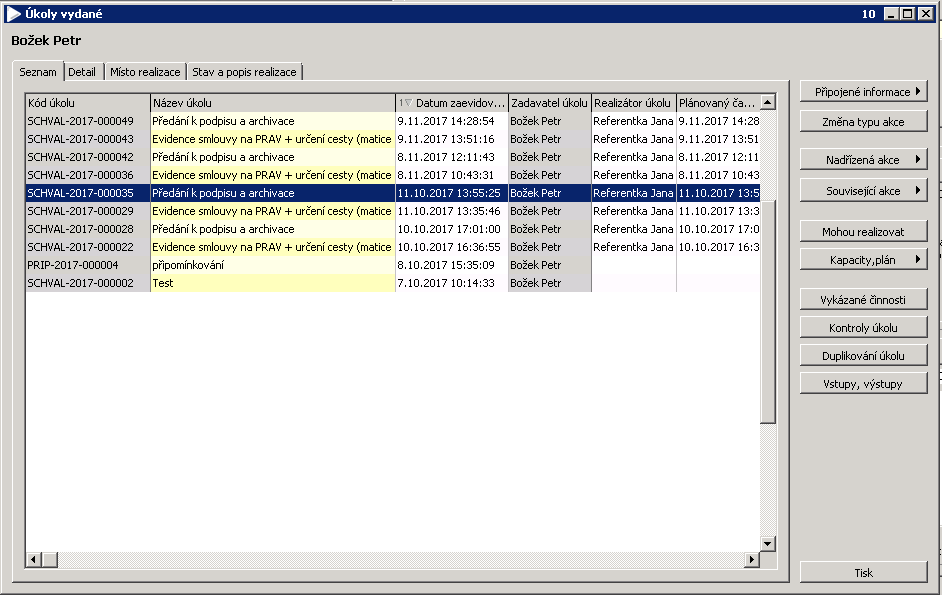 Úkoly vydané 10
Božek Petr
Seznam Detail Místo realizace Stav a popis realizace
Kód úkolu Název úkolu 1 Datum zaevidov... Zadavatel úkolu Realizátor úkolu Plánovaný ča...
SCHVAL-2017-000049 Předání k podpisu a archivace 9.11.2017 14:28:54 Božek Petr Referentka Jana 9.11.2017 14:28
SCHVAL-2017-000043 Evidence smlouvy na PRAV + určení cesty (matice 9.11.2017 13:51:16 Božek Petr Referentka Jana 9.11.2017 13:51
SCHVAL-2017-000042 Předání k podpisu a archivace 8.11.2017 12:11:43 Božek Petr Referentka Jana 8.11.2017 12:11
SCHVAL-2017-000036 Evidence smlouvy na PRAV + určení cesty (matice 8.11.2017 10:43:31 Božek Petr Referentka Jana 8.11.2017 10:43
SCHVAL-2017-000035 Předání k podpisu a archivace 11.10.2017 13:55:25 Božek Petr Referentka Jana 11.10.2017 13:5
SCHVAL-2017-000029 Evidence smlouvy na PRAV + určení cesty (matice 11.10.2017 13:35:46 Božek Petr Referentka Jana 11.10.2017 13:3
SCHVAL-2017-000028 Předání k podpisu a archivace 10.10.2017 17:01:00 Božek Petr Referentka Jana 10.10.2017 17:0
SCHVAL-2017-000022 Evidence smlouvy na PRAV + určení cesty (matice 10.10.2017 16:36:55 Božek Petr Referentka Jana 10.10.2017 16:3
PRIP-2017-000004 připomínkování 8.10.2017 15:35:09 Božek Petr
SCHVAL-2017-000002 Test 7.10.2017 10:14:33 Božek Petr
Připojené informace
Změna typu akce
Nadřízená akce
Související akce
Mohou realizovat
Kapacity,plán
Vykázané činnosti
Kontroly úkolu
Duplikování úkolu
Vstupy, výstupy
Tisk